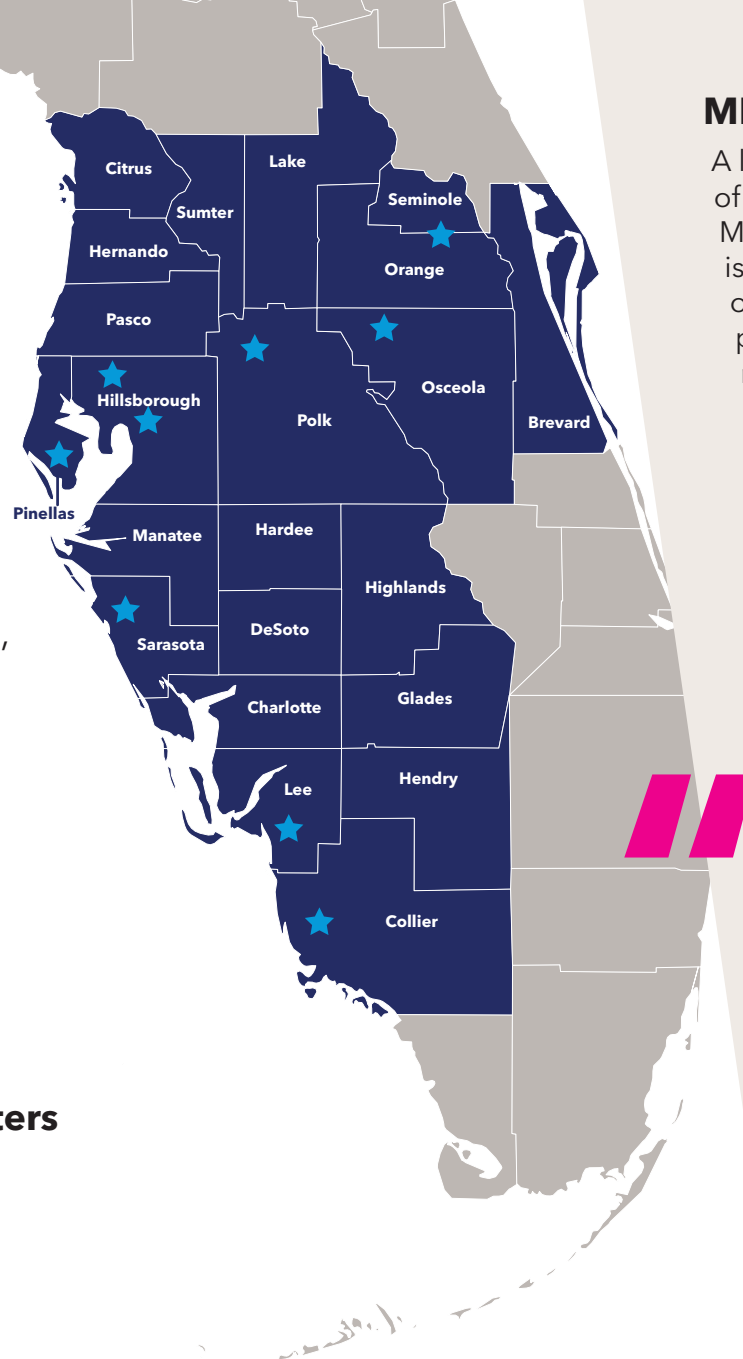 Citrus
Lake
Sumter
Seminole
Hernando
Orange
Pasco
Hillsborough
Osceola
Polk
Brevard
Pinellas
Manatee
Hardee
Highlands
DeSoto
Sarasota
Charlotte
Glades
Lee
Hendry
Collier
A
of